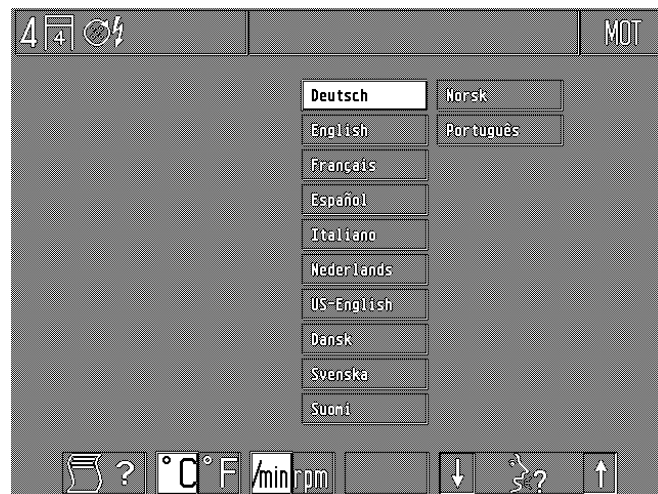 4 4 MOT
Deutsch Norsk
English Português
Français
Español
Italiano
Nederlands
US-English
Dansk
Svenska
Suomi
? °C °F /min rpm ↓ ? ↑